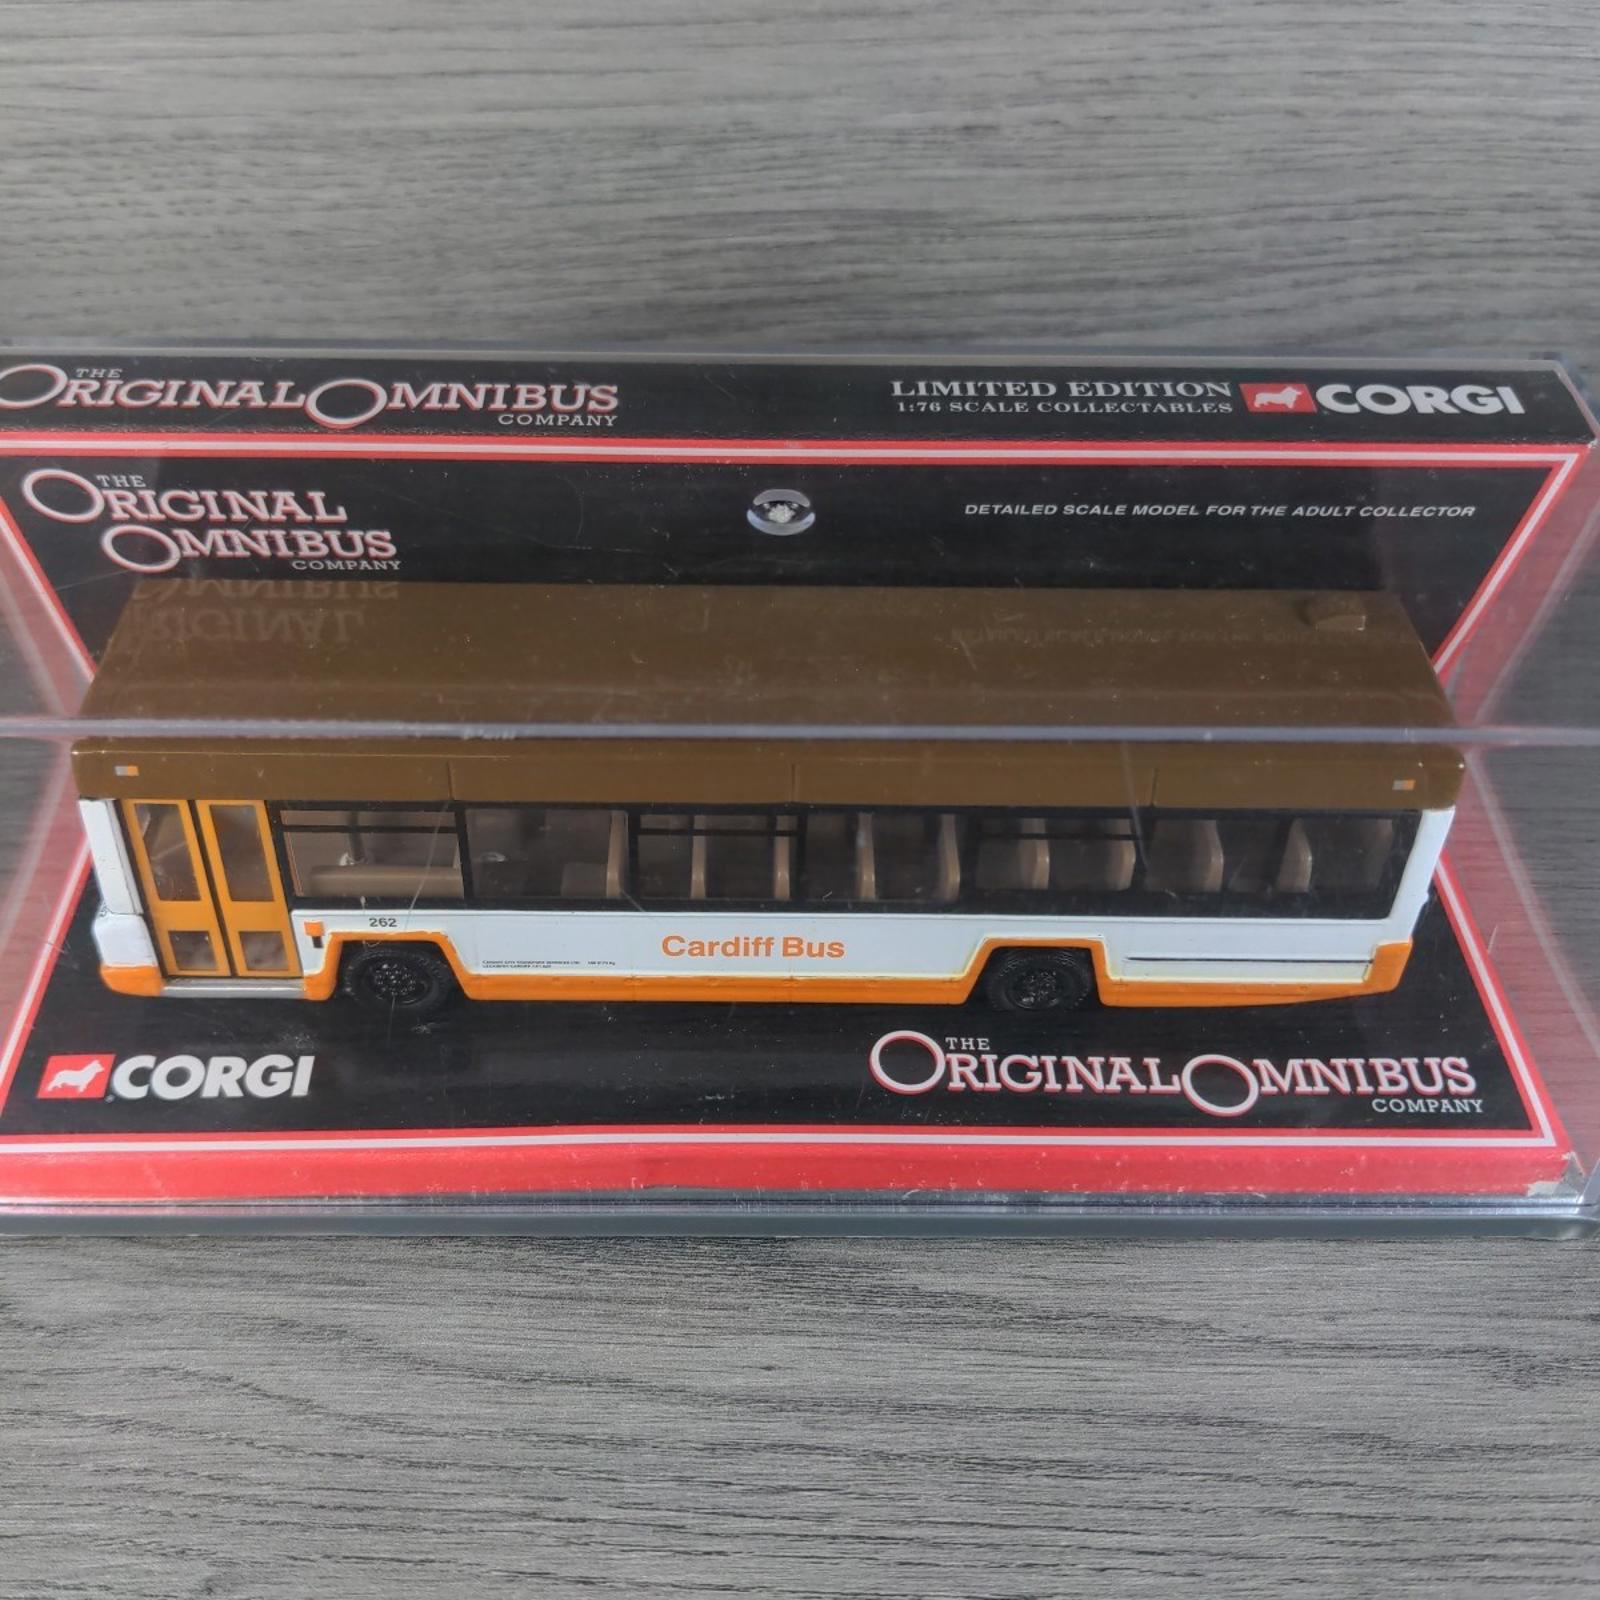 THE
ORIGINAL OMNIBUS
COMPANY
LIMITED EDITION
1:76 SCALE COLLECTABLES
CORGI
THE
ORIGINAL
OMNIBUS
COMPANY
DETAILED SCALE MODEL FOR THE ADULT COLLECTOR
262
Cardiff Bus
CORGI
THE
ORIGINAL OMNIBUS
COMPANY